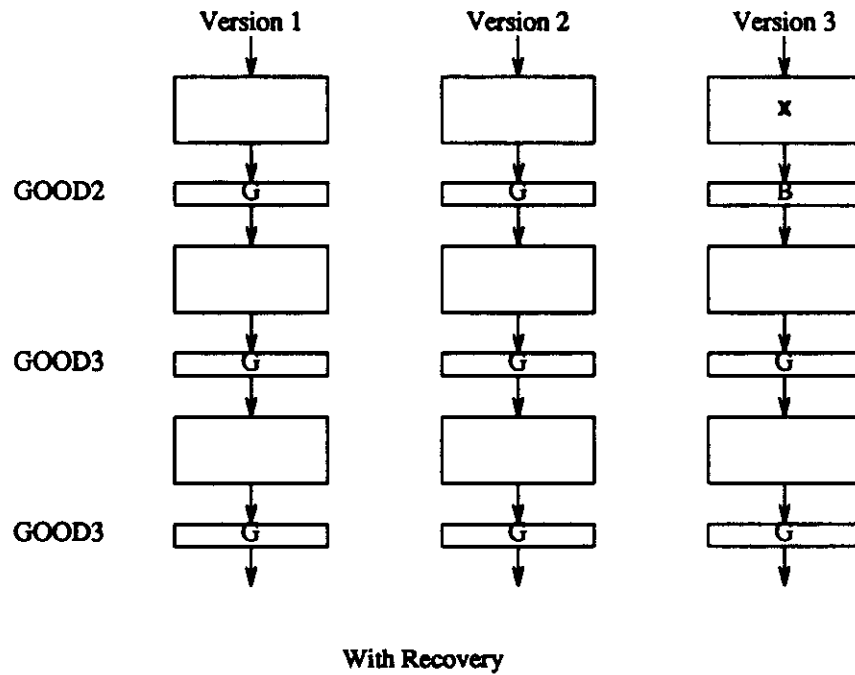 Version 1 Version 2 Version 3
x
GOOD2 G G B
GOOD3 G G G
GOOD3 G G G
With Recovery